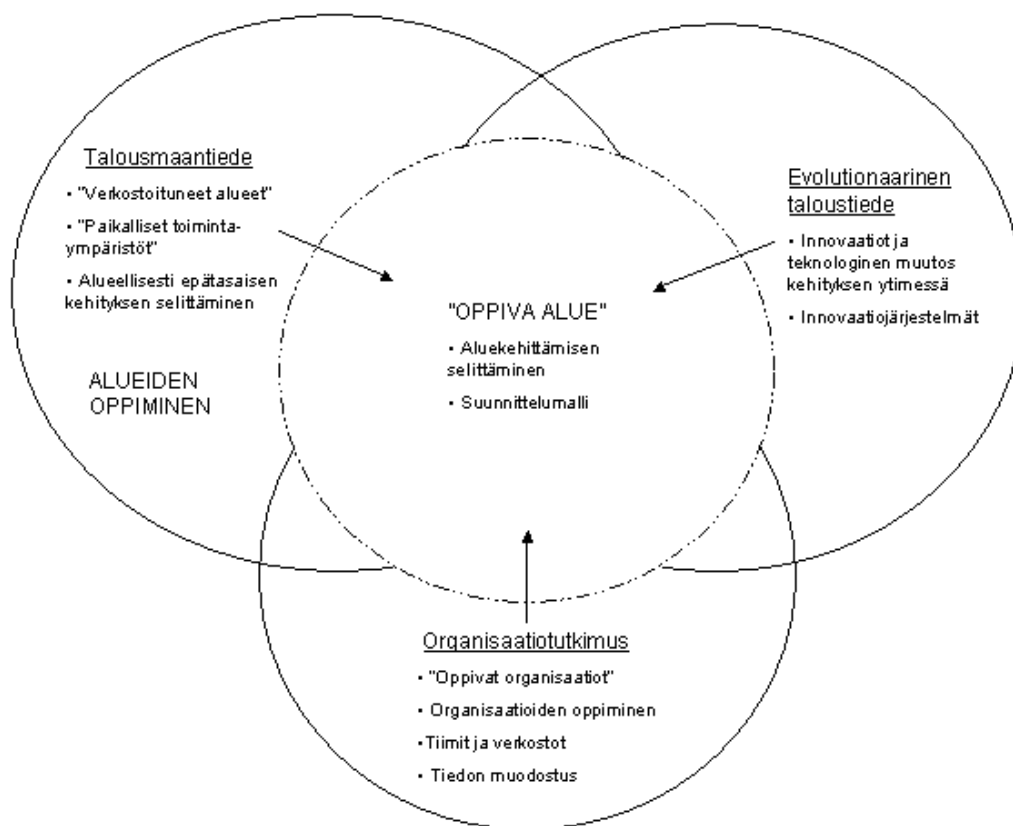 Talousmaantiede
• "Verkostoituneet alueet"
• "Paikalliset toiminta-
ympäristöt"
• Alueellisesti epätasaisen
kehityksen selittäminen
ALUEIDEN
OPPIMINEN
Evolutionaarinen
taloustiede
• Innovaatiot ja
teknologinen muutos
kehityksen ytimessä
• Innovaatiojärjestelmät
"OPPIVA ALUE"
• Aluekehittämisen
selittäminen
• Suunnittelumalli
Organisaatiotutkimus
• "Oppivat organisaatiot"
• Organisaatioiden oppiminen
•Tiimit ja verkostot
• Tiedon muodostus